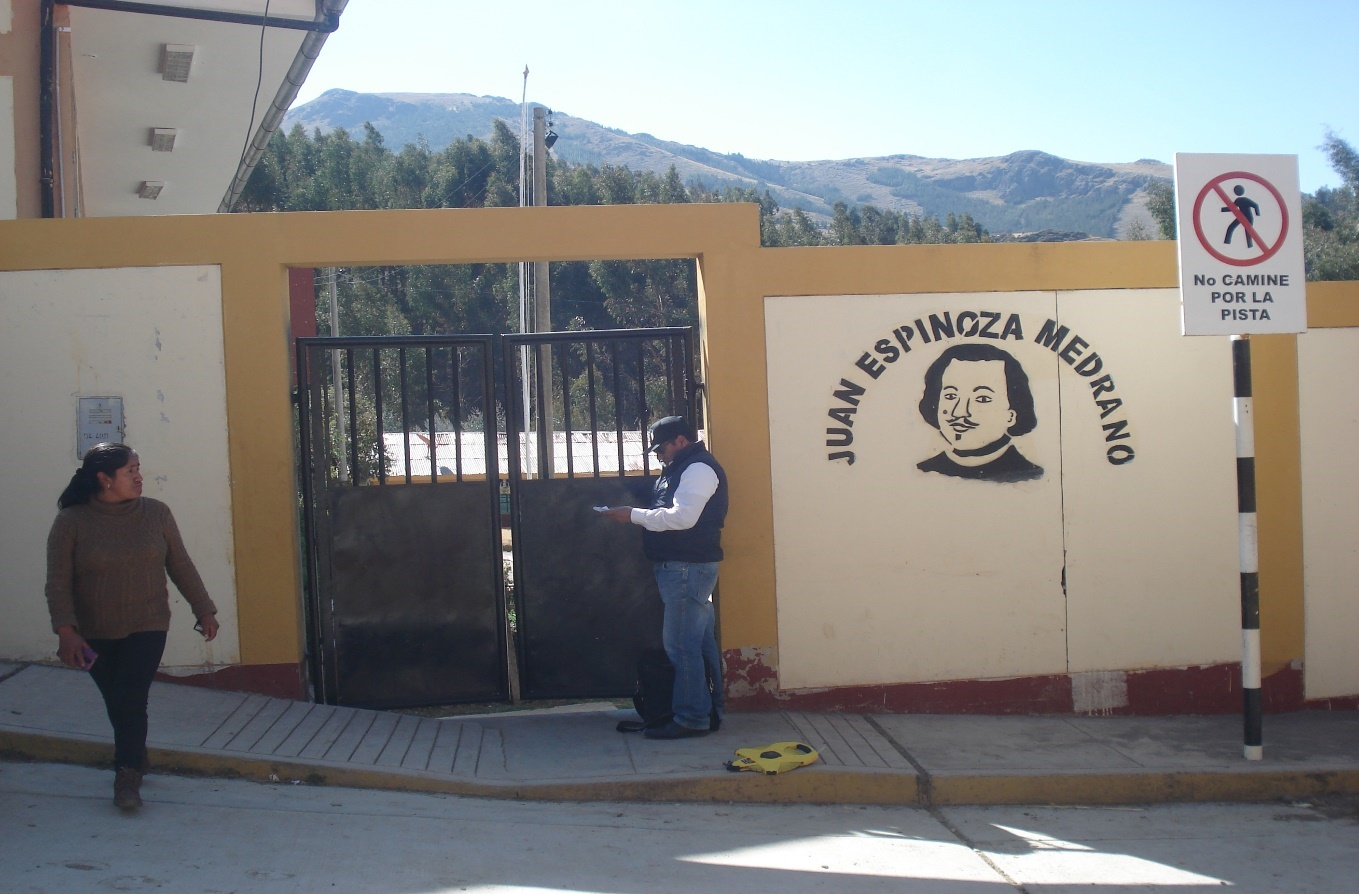 JUAN ESPINOZA MEDRANO
No CAMINE
POR LA
PISTA